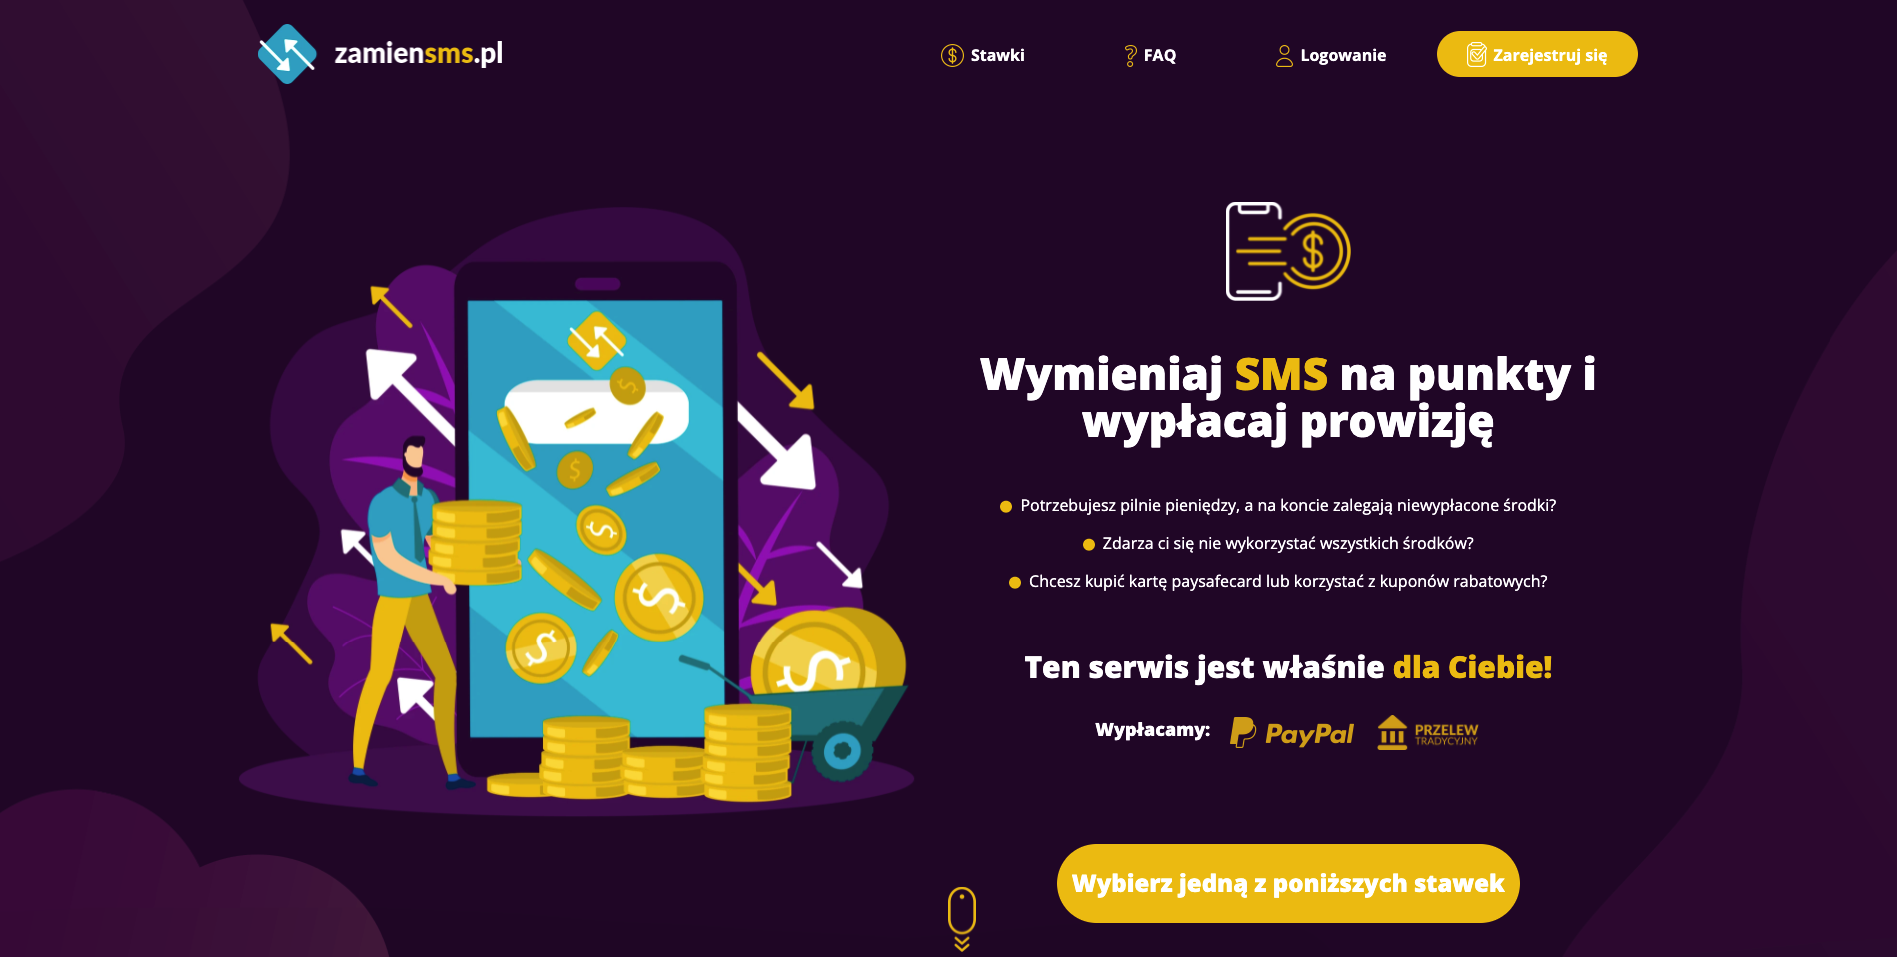 zamiensms.pl
Stawki
FAQ
Logowanie
Zarejestruj się
Wymieniaj SMS na punkty i
wypłacaj prowizję
Potrzebujesz pilnie pieniędzy, a na koncie zalegają niewypłacone środki?
Zdarza ci się nie wykorzystać wszystkich środków?
Chcesz kupić kartę paysafecard lub korzystać z kuponów rabatowych?
Ten serwis jest właśnie dla Ciebie!
Wypłacamy:
PayPal
PRZELEW
TRADYCYJNY
Wybierz jedną z poniższych stawek